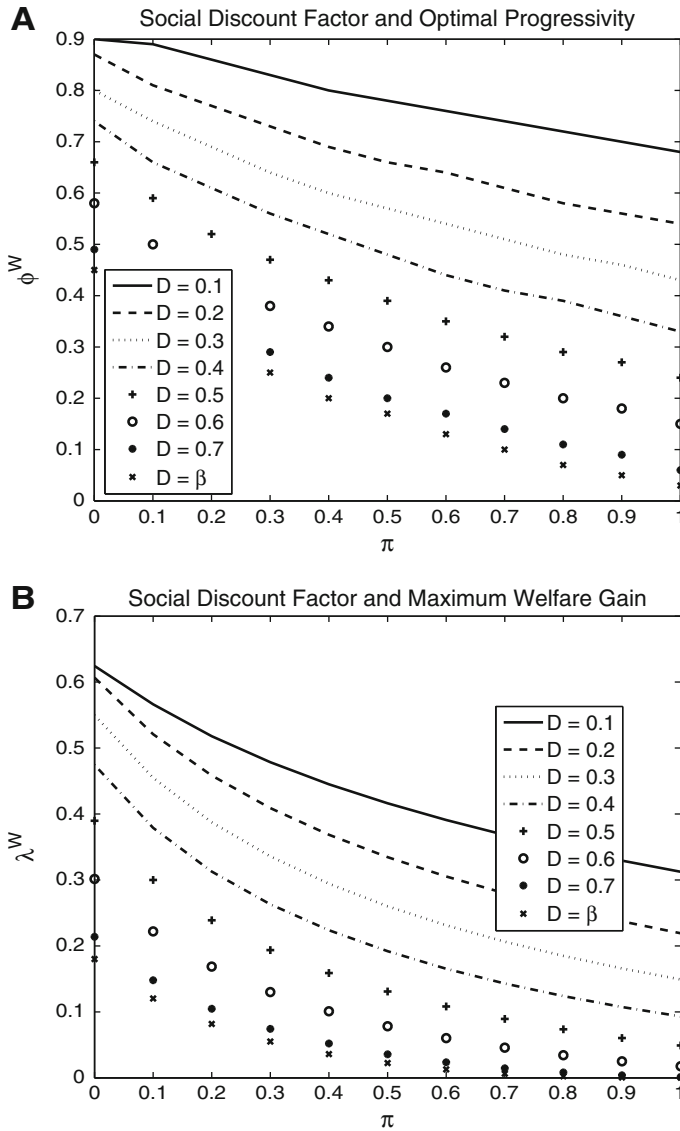 A
Social Discount Factor and Optimal Progressivity
0.9
0.8
0.7
0.6
0.5
0.4
0.3
0.2
0.1
0
ϕᵂ
D = 0.1
D = 0.2
D = 0.3
D = 0.4
D = 0.5
D = 0.6
D = 0.7
D = β
0 0.1 0.2 0.3 0.4 0.5 0.6 0.7 0.8 0.9 1
π
B
Social Discount Factor and Maximum Welfare Gain
0.7
0.6
0.5
0.4
0.3
0.2
0.1
0
λᵂ
D = 0.1
D = 0.2
D = 0.3
D = 0.4
D = 0.5
D = 0.6
D = 0.7
D = β
0 0.1 0.2 0.3 0.4 0.5 0.6 0.7 0.8 0.9 1
π